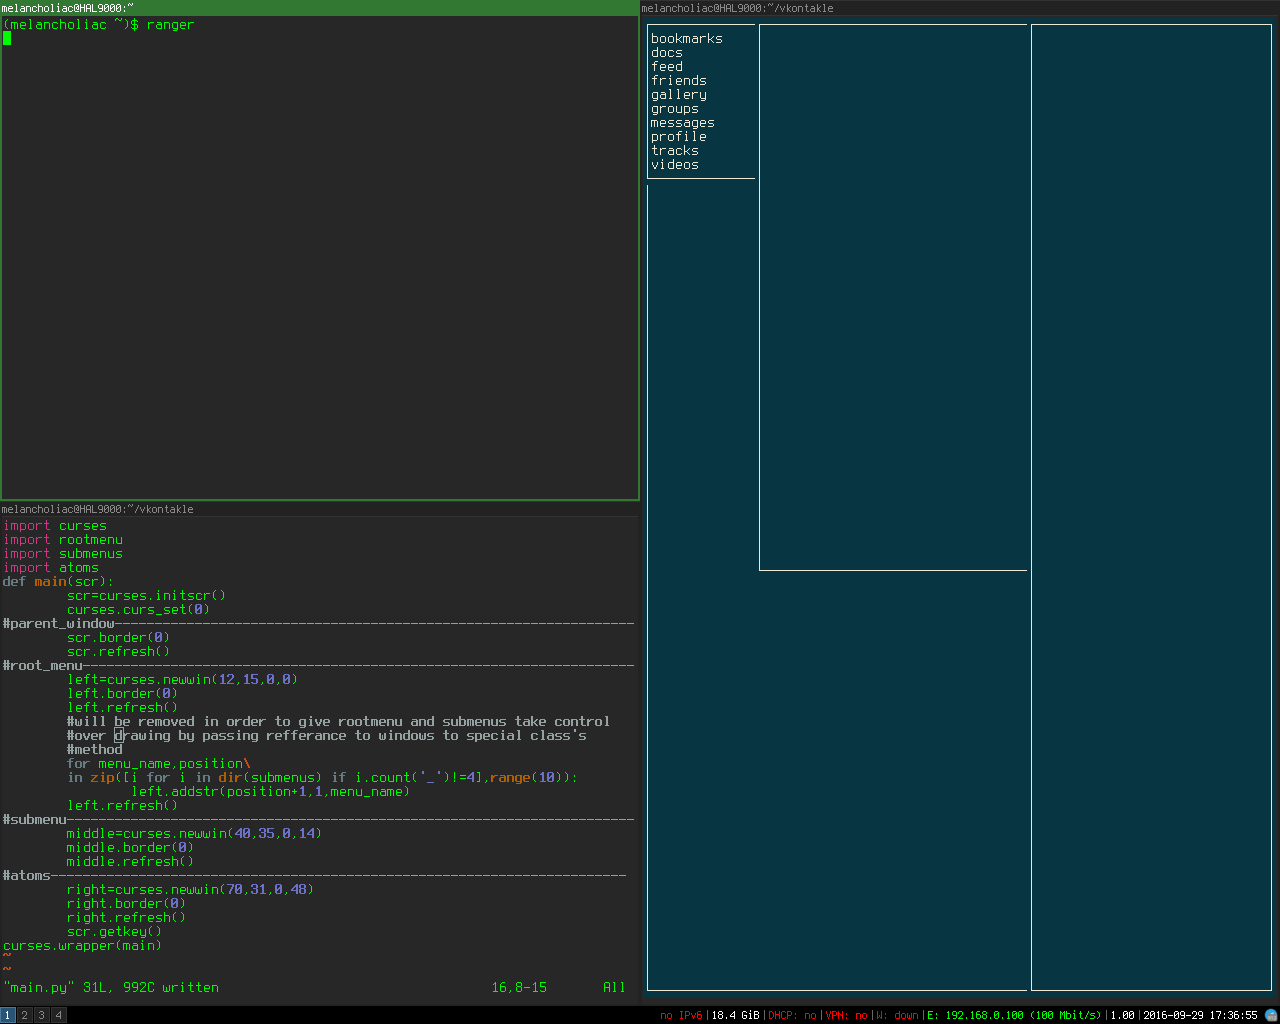 melancholiac@HAL9000:~
(melancholiac ~)$ ranger
melancholiac@HAL9000:~/vkontakle
bookmarks
docs
feed
friends
gallery
groups
messages
profile
tracks
videos
melancholiac@HAL9000:~/vkontakle
import curses
import rootmenu
import submenus
import atoms
def main(scr):
        scr=curses.initscr()
        curses.curs_set(0)
#parent_window-----------------------------------------------------------------
        scr.border(0)
        scr.refresh()
#root_menu---------------------------------------------------------------------
        left=curses.newwin(12,15,0,0)
        left.border(0)
        left.refresh()
        #will be removed in order to give rootmenu and submenus take control
        #over drawing by passing refferance to windows to special class's
        #method
        for menu_name,position\
        in zip([i for i in dir(submenus) if i.count('_')!=4],range(10)):
                left.addstr(position+1,1,menu_name)
        left.refresh()
#submenu-----------------------------------------------------------------------
        middle=curses.newwin(40,35,0,14)
        middle.border(0)
        middle.refresh()
#atoms------------------------------------------------------------------------
        right=curses.newwin(70,31,0,48)
        right.border(0)
        right.refresh()
        scr.getkey()
curses.wrapper(main)
~
~
"main.py" 31L, 992C written 16,8-15 All
1 2 3 4 no IPv6|18.4 GiB|DHCP: no|VPN: no|W: down|E: 192.168.0.100 (100 Mbit/s)|1.00|2016-09-29 17:36:55